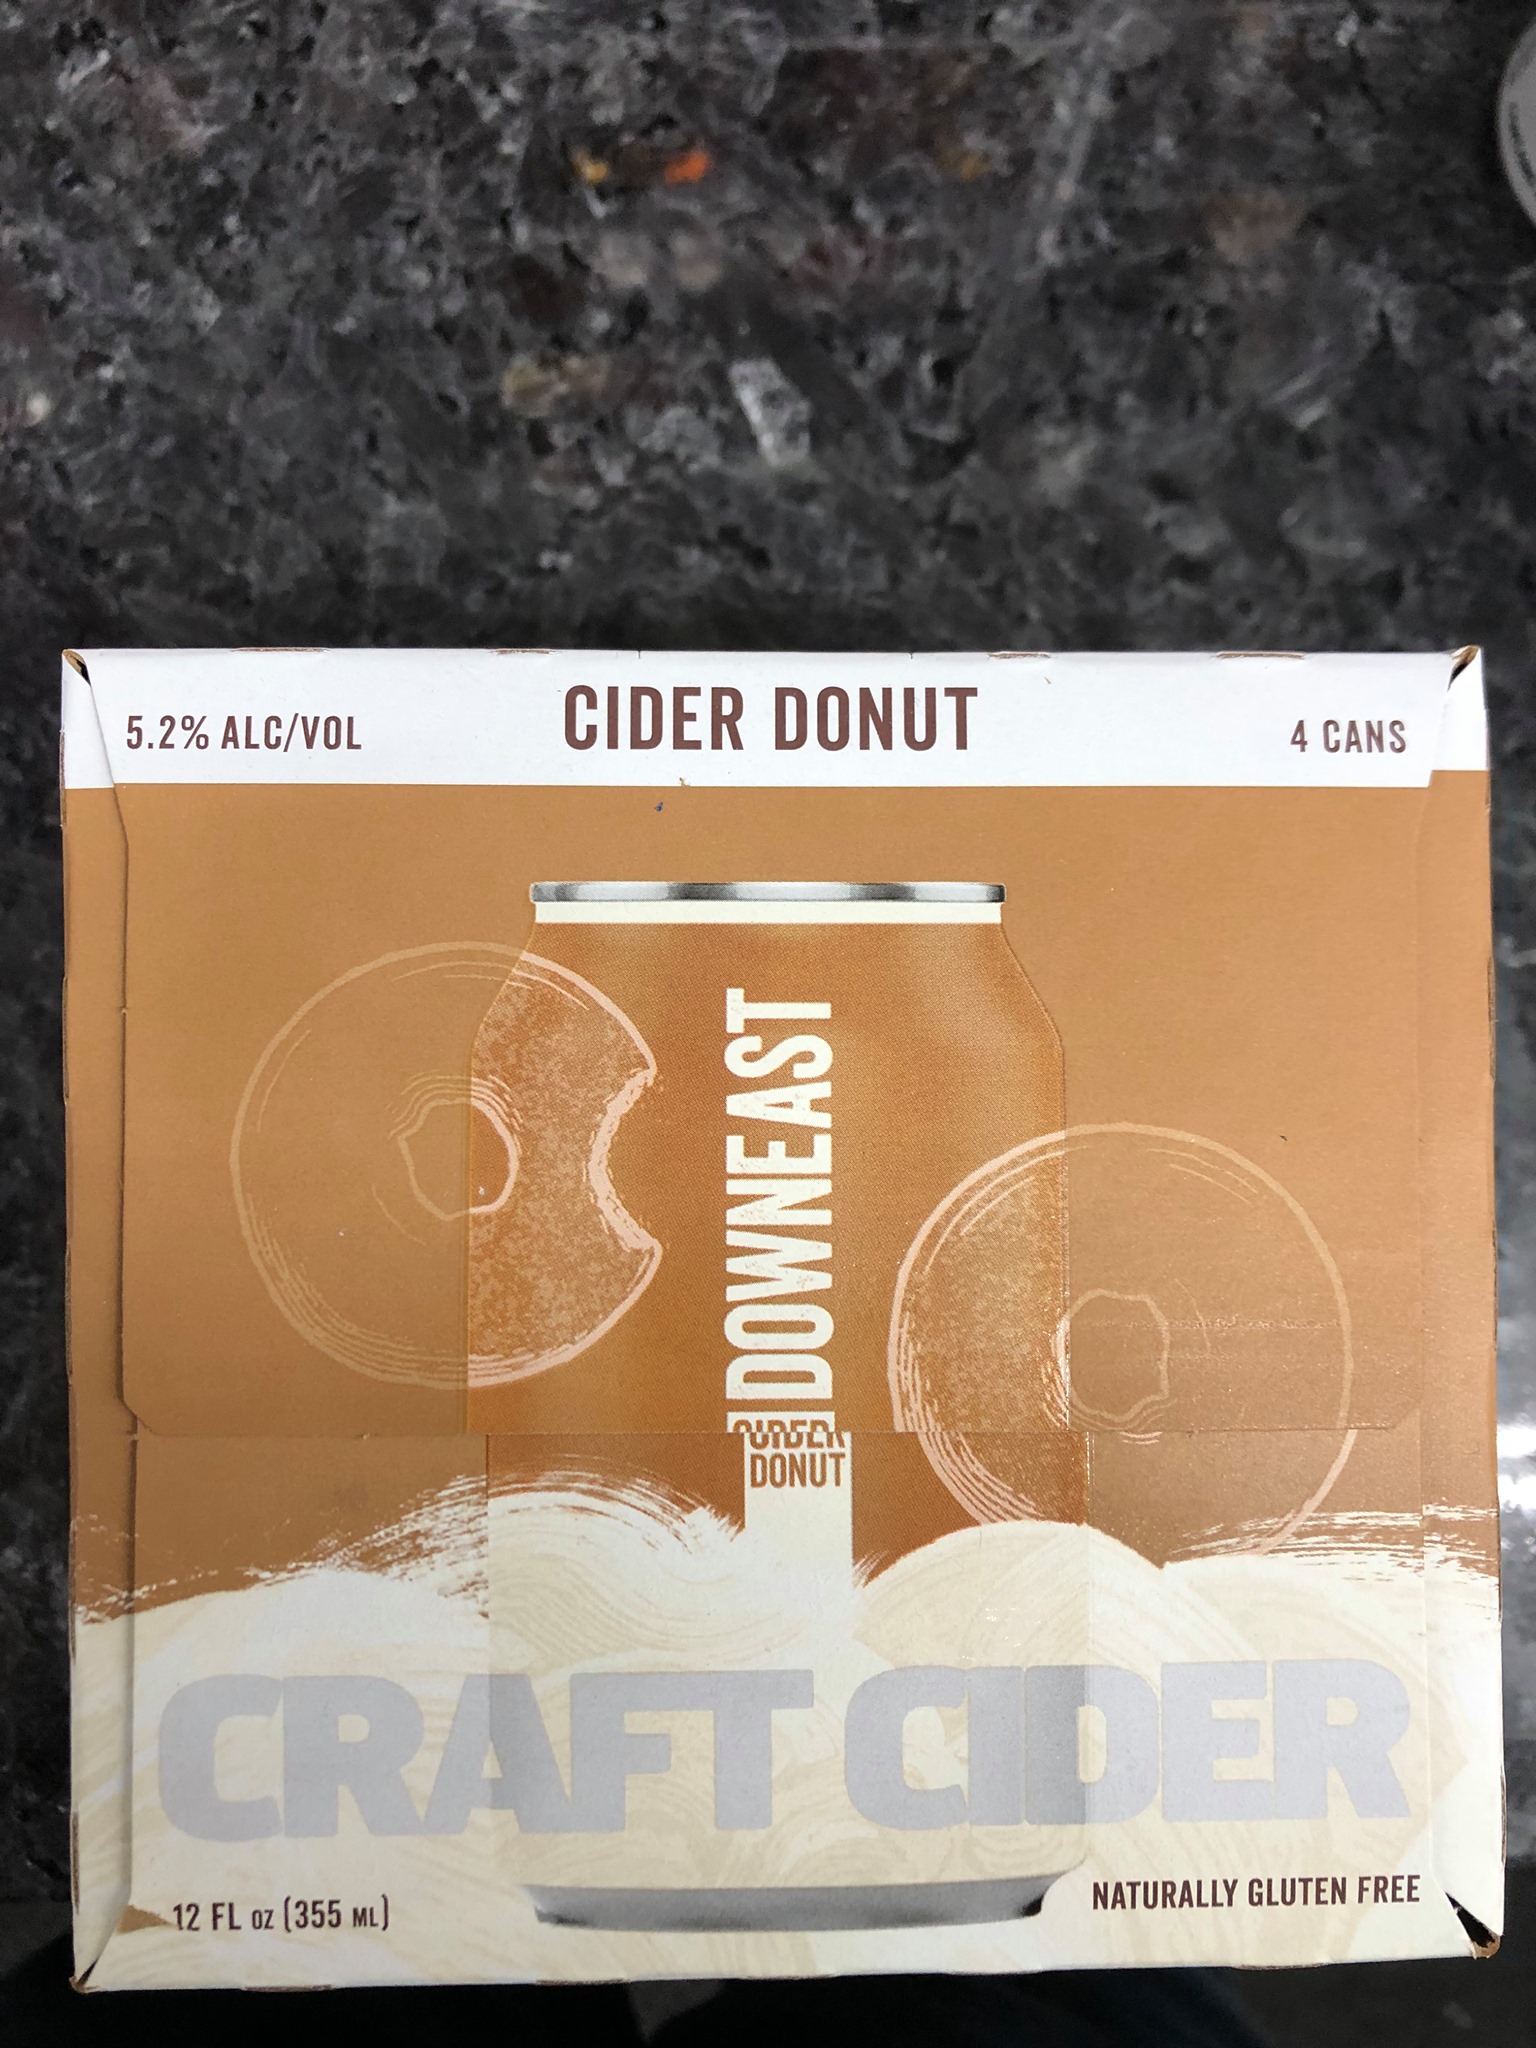 5.2% ALC/VOL
CIDER DONUT
4 CANS
DOWNEAST
CIDER
DONUT
CRAFT CIDER
12 FL OZ (355 ML)
NATURALLY GLUTEN FREE